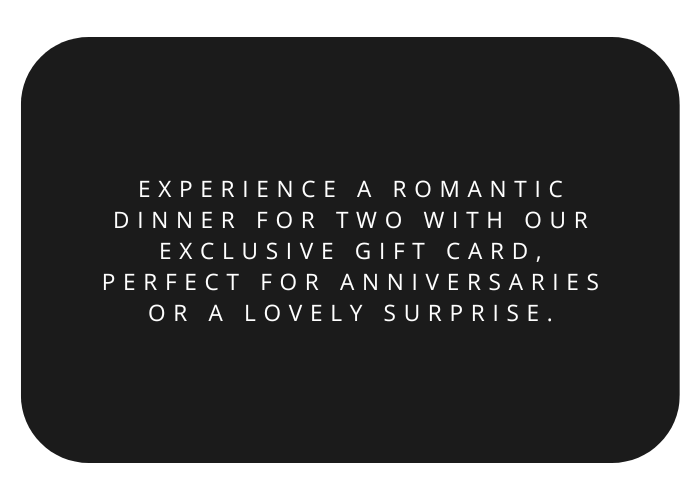 EXPERIENCE A ROMANTIC
DINNER FOR TWO WITH OUR
EXCLUSIVE GIFT CARD,
PERFECT FOR ANNIVERSARIES
OR A LOVELY SURPRISE.